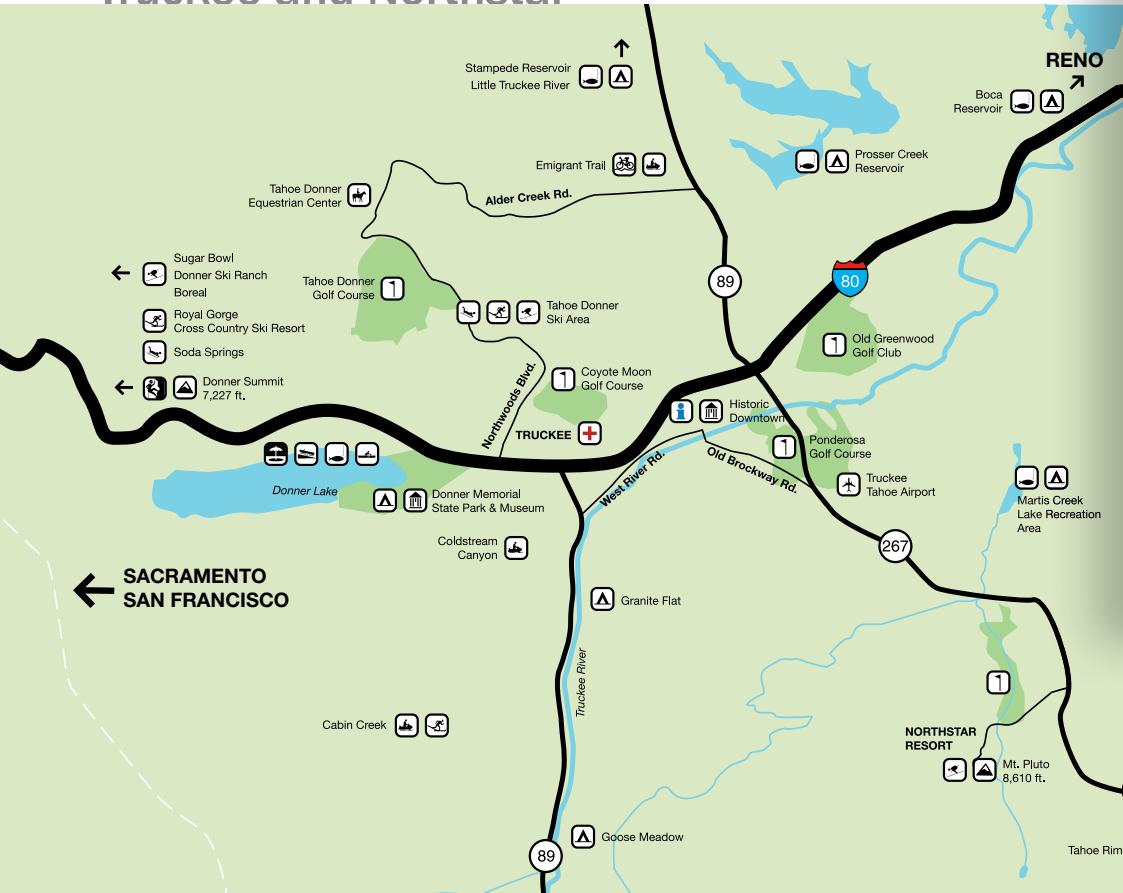 Truckee and Northstar
Stampede Reservoir
Little Truckee River
RENO
Boca
Reservoir
Emigrant Trail
Prosser Creek
Reservoir
Tahoe Donner
Equestrian Center
Alder Creek Rd.
Sugar Bowl
Donner Ski Ranch
Boreal
Tahoe Donner
Golf Course
89
80
Royal Gorge
Cross Country Ski Resort
Tahoe Donner
Ski Area
Soda Springs
Old Greenwood
Golf Club
Donner Summit
7,227 ft.
Northwoods Blvd.
Coyote Moon
Golf Course
Historic
Downtown
TRUCKEE
Ponderosa
Golf Course
West River Rd.
Old Brockway Rd.
Truckee
Tahoe Airport
Donner Lake
Donner Memorial
State Park & Museum
Martis Creek
Lake Recreation
Area
Coldstream
Canyon
267
SACRAMENTO
SAN FRANCISCO
Granite Flat
Truckee River
Cabin Creek
NORTHSTAR
RESORT
Mt. Pluto
8,610 ft.
Goose Meadow
89
Tahoe Rim